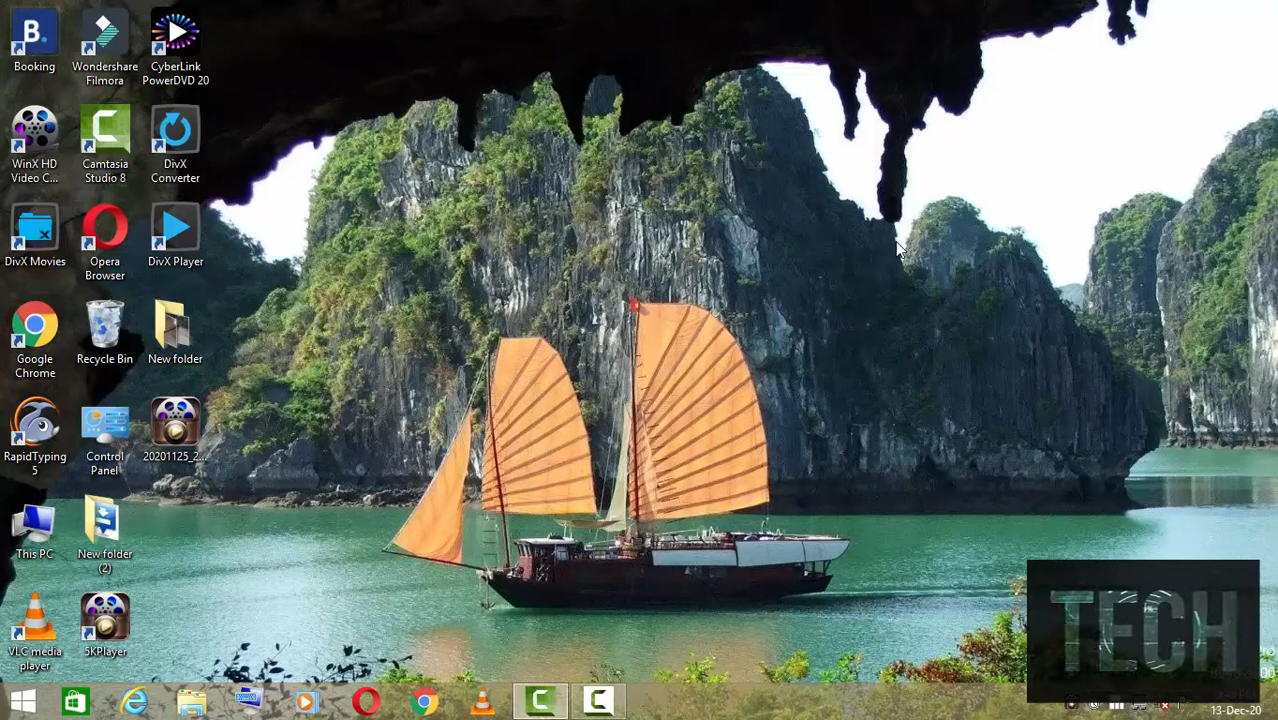 Booking
Wondershare
Filmora
CyberLink
PowerDVD 20
WinX HD
Video C...
Camtasia
Studio 8
DivX
Converter
DivX Movies
Opera
Browser
DivX Player
Google
Chrome
Recycle Bin
New folder
RapidTyping
5
Control
Panel
20201125_2...
This PC
New folder
(2)
VLC media
player
5KPlayer
TECH
13-Dec-20